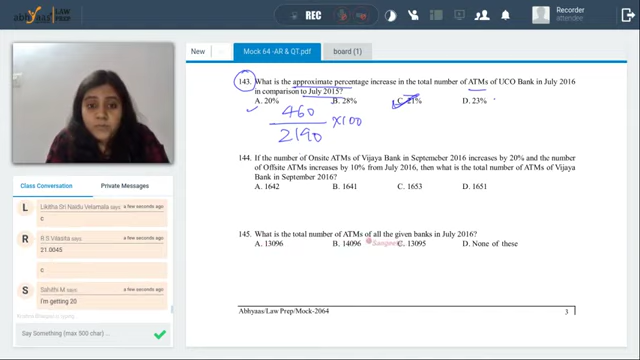 abhyaas LAW PREP
REC
Recorder
attendee
New
Mock 64 -AR & QT.pdf
board (1)
143. What is the approximate percentage increase in the total number of ATMs of UCO Bank in July 2016
in comparison to July 2015?
A. 20% B. 28% C. 21% D. 23%
460
2190
×100
144. If the number of Onsite ATMs of Vijaya Bank in Septemeber 2016 increases by 20% and the number
of Offsite ATMs increases by 10% from July 2016, then what is the total number of ATMs of Vijaya
Bank in September 2016?
A. 1642 B. 1641 C. 1653 D. 1651
145. What is the total number of ATMs of all the given banks in July 2016?
A. 13096 B. 14096 C. 13095 D. None of these
Abhyaas/Law Prep/Mock-2064
3
Class Conversation
Private Messages
L
Likitha Sri Naidu Vetamala says a few seconds ago
c
R
R.S Vilasita says a few seconds ago
21.0045
c
S
Sahithi M says a few seconds ago
I'm getting 20
Say Something (max 500 char)